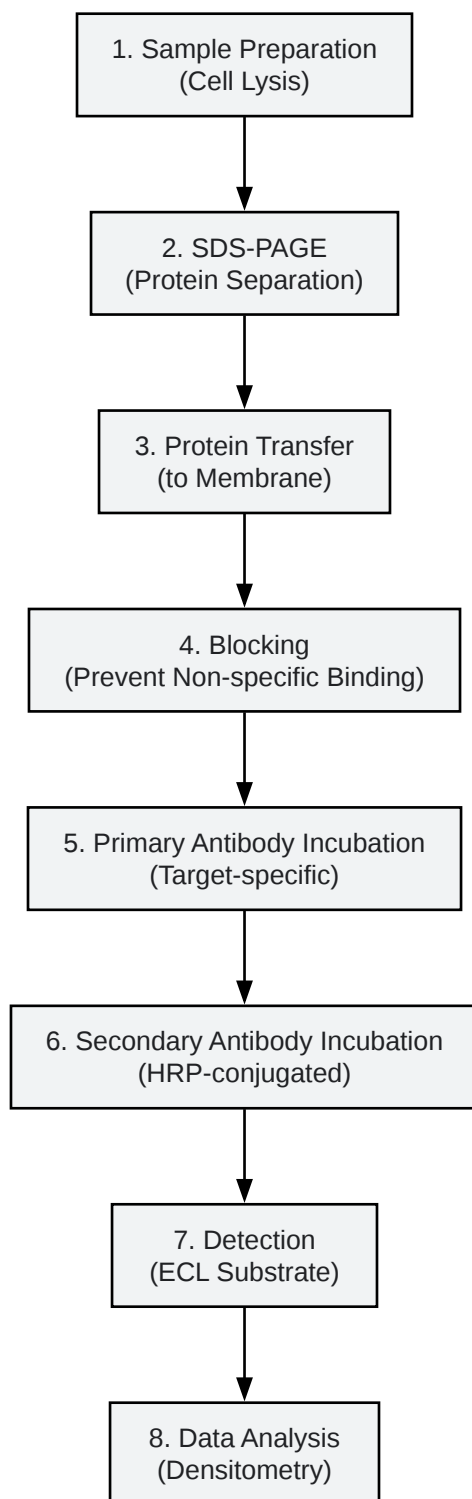 1. Sample Preparation
(Cell Lysis)
2. SDS-PAGE
(Protein Separation)
3. Protein Transfer
(to Membrane)
4. Blocking
(Prevent Non-specific Binding)
5. Primary Antibody Incubation
(Target-specific)
6. Secondary Antibody Incubation
(HRP-conjugated)
7. Detection
(ECL Substrate)
8. Data Analysis
(Densitometry)